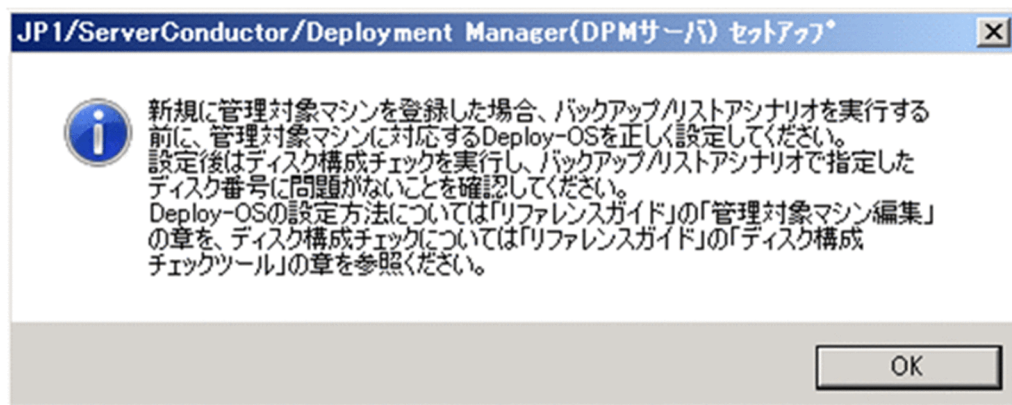 JP1/ServerConductor/Deployment Manager(DPMサーバ) セットアップ
新規に管理対象マシンを登録した場合、バックアップ/リストアシナリオを実行する
前に、管理対象マシンに対応するDeploy-OSを正しく設定してください。
設定後はディスク構成チェックを実行し、バックアップ/リストアシナリオで指定した
ディスク番号に問題がないことを確認してください。
Deploy-OSの設定方法については「リファレンスガイド」の「管理対象マシン編集」
の章を、ディスク構成チェックについては「リファレンスガイド」の「ディスク構成
チェックツール」の章を参照ください。
OK